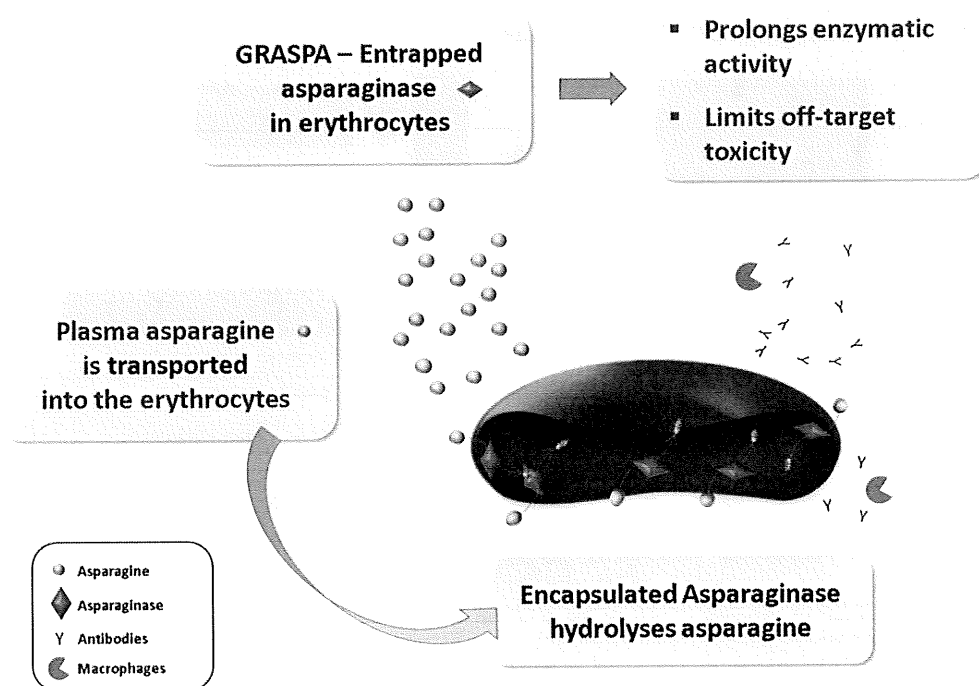 GRASPA – Entrapped
asparaginase
in erythrocytes
▪ Prolongs enzymatic
activity
▪ Limits off-target
toxicity
Plasma asparagine
is transported
into the erythrocytes
Encapsulated Asparaginase
hydrolyses asparagine
Asparagine
Asparaginase
Antibodies
Macrophages